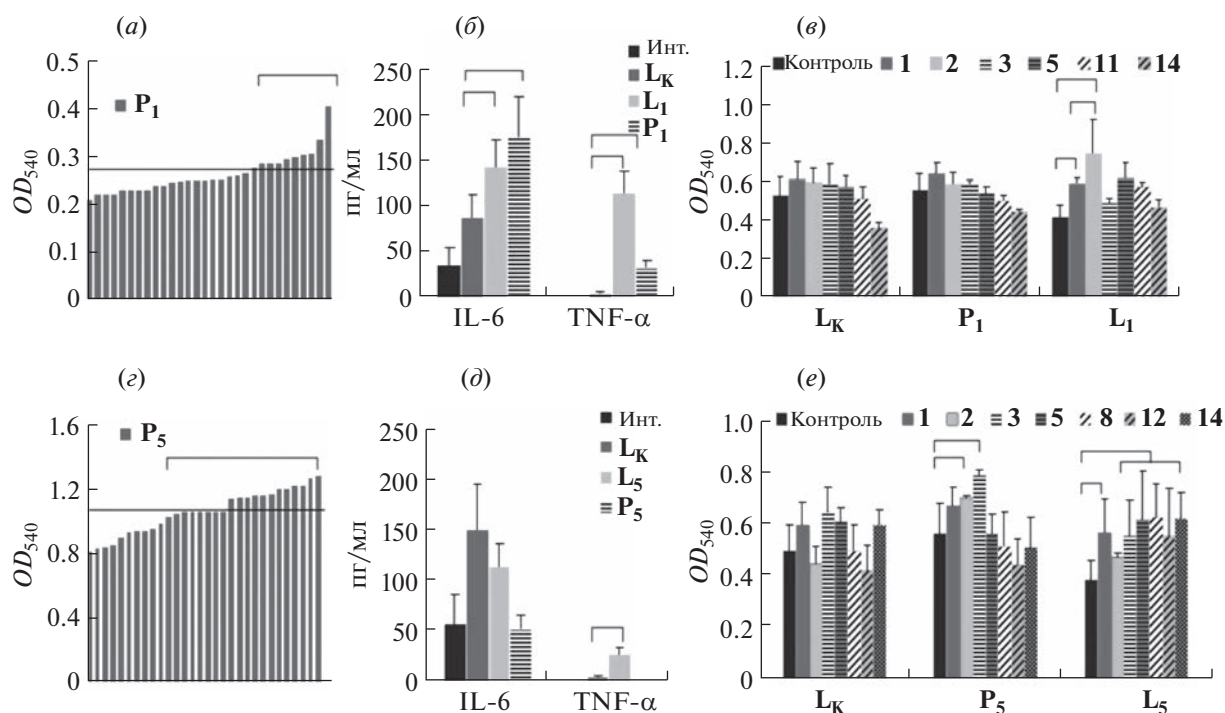 (а)
OD540
0.5
0.4
0.3
0.2
0.1
0
P1
(б)
пг/мл
250
200
150
100
50
0
Инт.
LK
L1
P1
IL-6 TNF-α
(в)
OD540
1.2
1.0
0.8
0.6
0.4
0.2
0
Контроль 1 2 3 5 11 14
LK P1 L1
(г)
OD540
1.6
1.2
0.8
0.4
0
P5
(д)
пг/мл
250
200
150
100
50
0
Инт.
LK
L5
P5
IL-6 TNF-α
(е)
OD540
1.0
0.8
0.6
0.4
0.2
0
Контроль 1 2 3 5 8 12 14
LK P5 L5